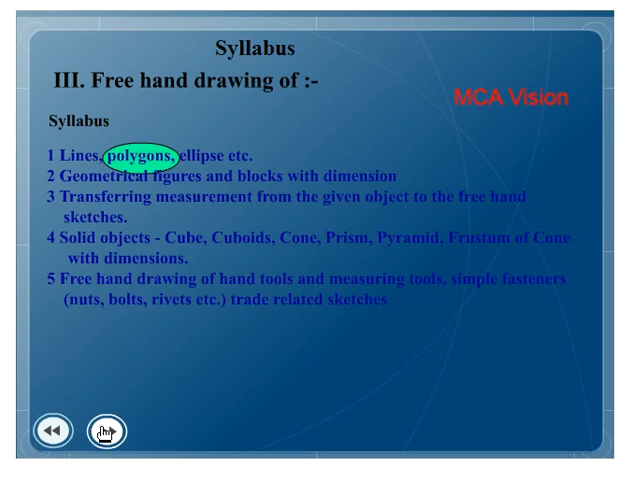 Syllabus
III. Free hand drawing of :-
MCA Vision
Syllabus
1 Lines, polygons, ellipse etc.
2 Geometrical figures and blocks with dimension
3 Transferring measurement from the given object to the free hand
sketches.
4 Solid objects - Cube, Cuboids, Cone, Prism, Pyramid, Frustum of Cone
with dimensions.
5 Free hand drawing of hand tools and measuring tools, simple fasteners
(nuts, bolts, rivets etc.) trade related sketches